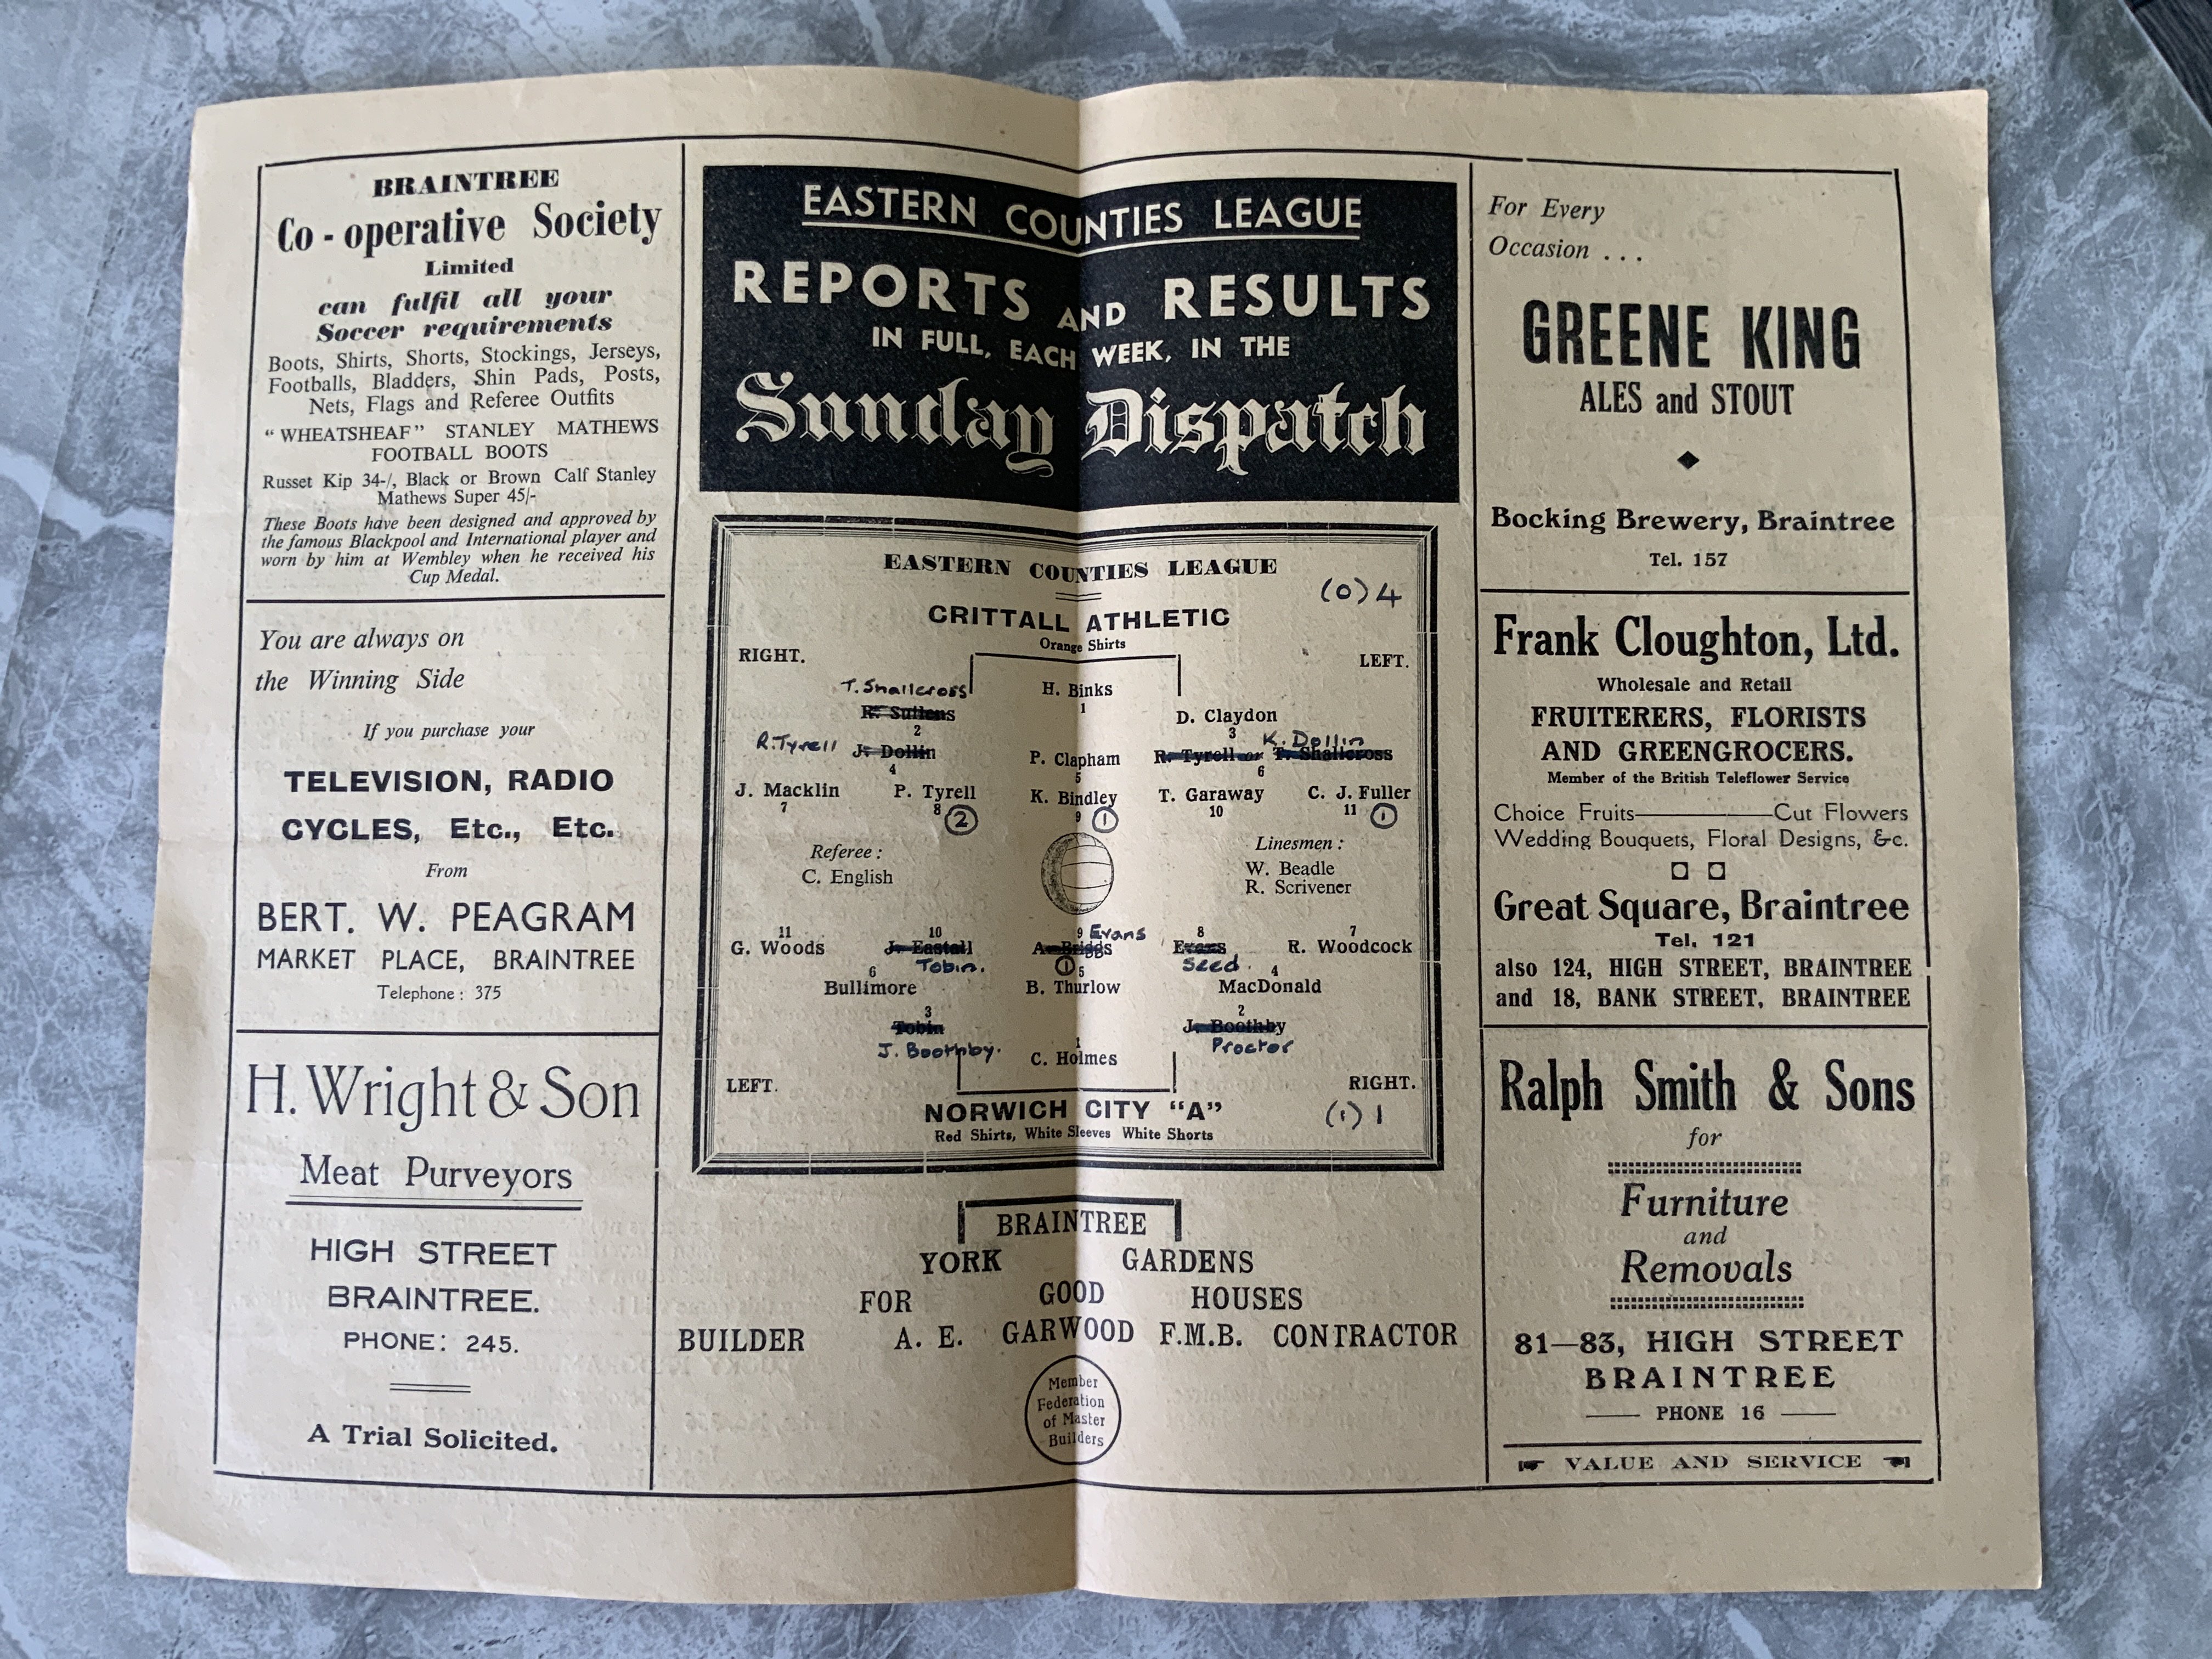 BRAINTREE
Co - operative Society
Limited
can fulfil all your
Soccer requirements
Boots, Shirts, Shorts, Stockings, Jerseys,
Footballs, Bladders, Shin Pads, Posts,
Nets, Flags and Referee Outfits
"WHEATSHEAF" STANLEY MATHEWS
FOOTBALL BOOTS
Russet Kip 34-/, Black or Brown Calf Stanley
Mathews Super 45/-
These Boots have been designed and approved by
the famous Blackpool and International player and
worn by him at Wembley when he received his
Cup Medal.
You are always on
the Winning Side
If you purchase your
TELEVISION, RADIO
CYCLES, Etc., Etc.
From
BERT. W. PEAGRAM
MARKET PLACE, BRAINTREE
Telephone : 375
H. Wright & Son
Meat Purveyors
HIGH STREET
BRAINTREE.
PHONE: 245.
A Trial Solicited.
EASTERN COUNTIES LEAGUE
REPORTS AND RESULTS
IN FULL, EACH WEEK, IN THE
Sunday Dispatch
EASTERN COUNTIES LEAGUE
(0) 4
CRITTALL ATHLETIC
Orange Shirts
RIGHT. LEFT.
T. Shallcross H. Binks
1
R. Sullens D. Claydon
2 3
R. Tyrell J. Dollin P. Clapham R. Tyrell or T. Shallcross K. Dollin
4 5 6
J. Macklin P. Tyrell K. Bindley T. Garaway C. J. Fuller
7 8 ② 9 ① 10 11 ①
Referee : Linesmen :
C. English W. Beadle
R. Scrivener
11 10 9 Evans 8 7
G. Woods J. Eastall A. Briggs Evans R. Woodcock
Tobin. ① Seed.
6 5 4
Bullimore B. Thurlow MacDonald
3 2
Tobin J. Boothby
J. Boothby. 1 Proctor
C. Holmes
LEFT. RIGHT.
NORWICH CITY "A" (1) 1
Red Shirts, White Sleeves White Shorts
BRAINTREE
YORK GARDENS
FOR GOOD HOUSES
BUILDER A. E. GARWOOD F.M.B. CONTRACTOR
Member
Federation
of Master
Builders
For Every
Occasion . . .
GREENE KING
ALES and STOUT
Bocking Brewery, Braintree
Tel. 157
Frank Cloughton, Ltd.
Wholesale and Retail
FRUITERERS, FLORISTS
AND GREENGROCERS.
Member of the British Teleflower Service
Choice Fruits————Cut Flowers
Wedding Bouquets, Floral Designs, &c.
Great Square, Braintree
Tel. 121
also 124, HIGH STREET, BRAINTREE
and 18, BANK STREET, BRAINTREE
Ralph Smith & Sons
for
Furniture
and
Removals
81—83, HIGH STREET
BRAINTREE
—— PHONE 16 ——
VALUE AND SERVICE